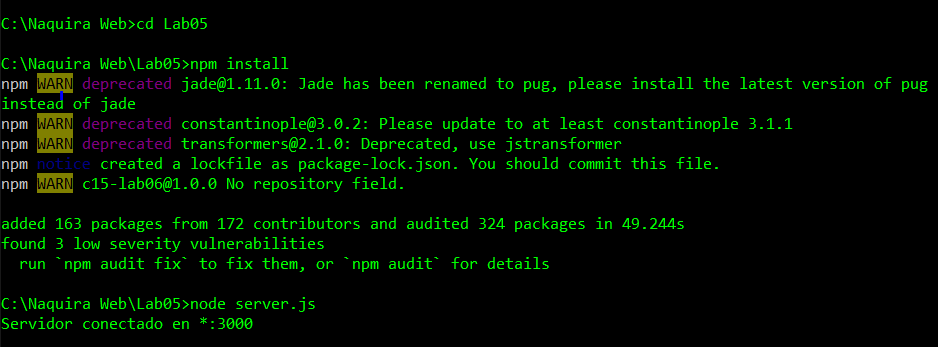 C:\Naquira Web>cd Lab05
C:\Naquira Web\Lab05>npm install
npm WARN deprecated jade@1.11.0: Jade has been renamed to pug, please install the latest version of pug
instead of jade
npm WARN deprecated constantinople@3.0.2: Please update to at least constantinople 3.1.1
npm WARN deprecated transformers@2.1.0: Deprecated, use jstransformer
npm notice created a lockfile as package-lock.json. You should commit this file.
npm WARN c15-lab06@1.0.0 No repository field.
added 163 packages from 172 contributors and audited 324 packages in 49.244s
found 3 low severity vulnerabilities
  run `npm audit fix` to fix them, or `npm audit` for details
C:\Naquira Web\Lab05>node server.js
Servidor conectado en *:3000